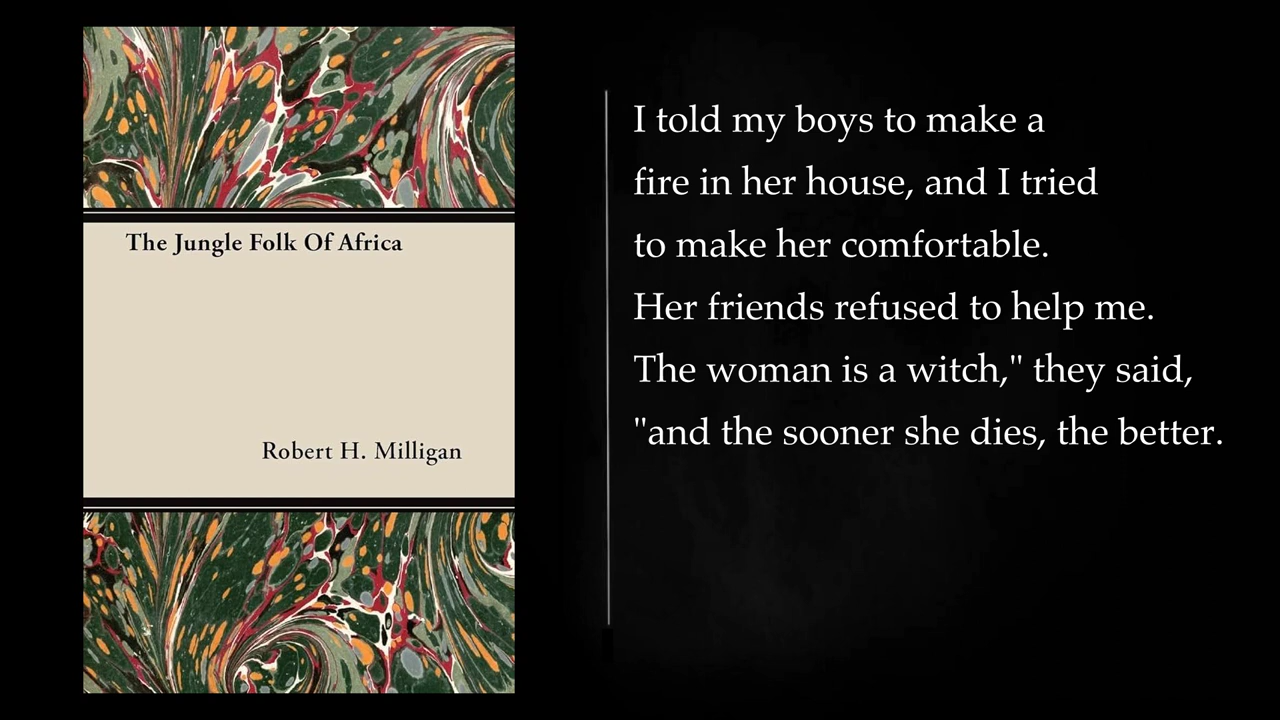 The Jungle Folk Of Africa
Robert H. Milligan
I told my boys to make a
fire in her house, and I tried
to make her comfortable.
Her friends refused to help me.
The woman is a witch," they said,
"and the sooner she dies, the better.